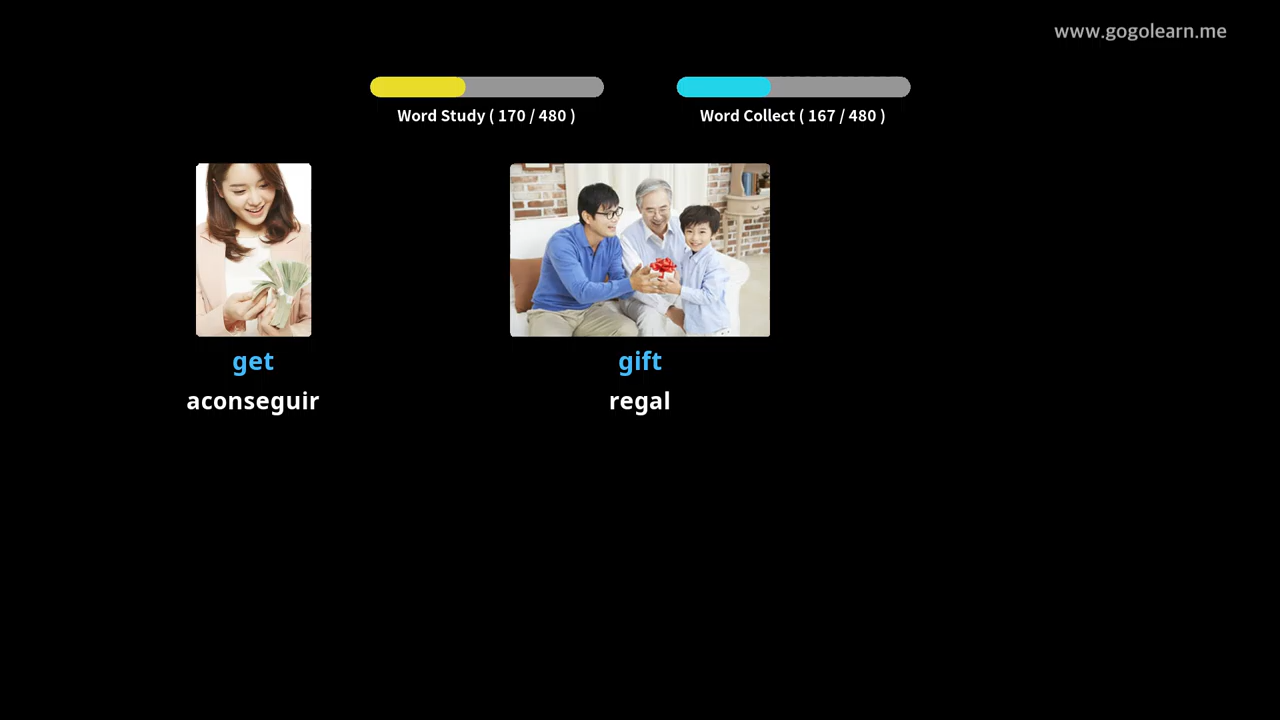 www.gogolearn.me
Word Study ( 170 / 480 )
Word Collect ( 167 / 480 )
get
aconseguir
gift
regal